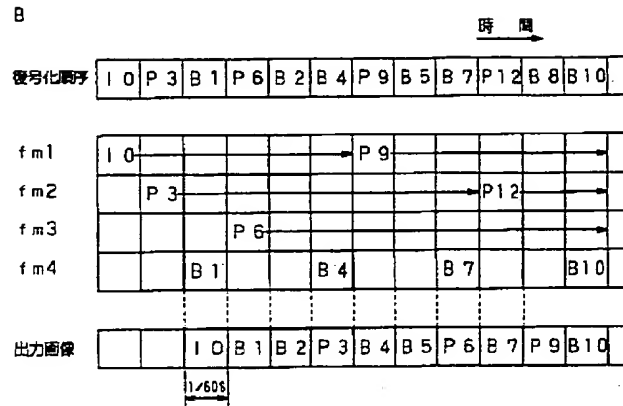 B
時 間
復号化順序 I 0 P 3 B 1 P 6 B 2 B 4 P 9 B 5 B 7 P12 B 8 B10
fm1 I 0 P 9
fm2 P 3 P12
fm3 P 6
fm4 B 1 B 4 B 7 B10
出力画像 I 0 B 1 B 2 P 3 B 4 B 5 P 6 B 7 P 9 B10
1/60s